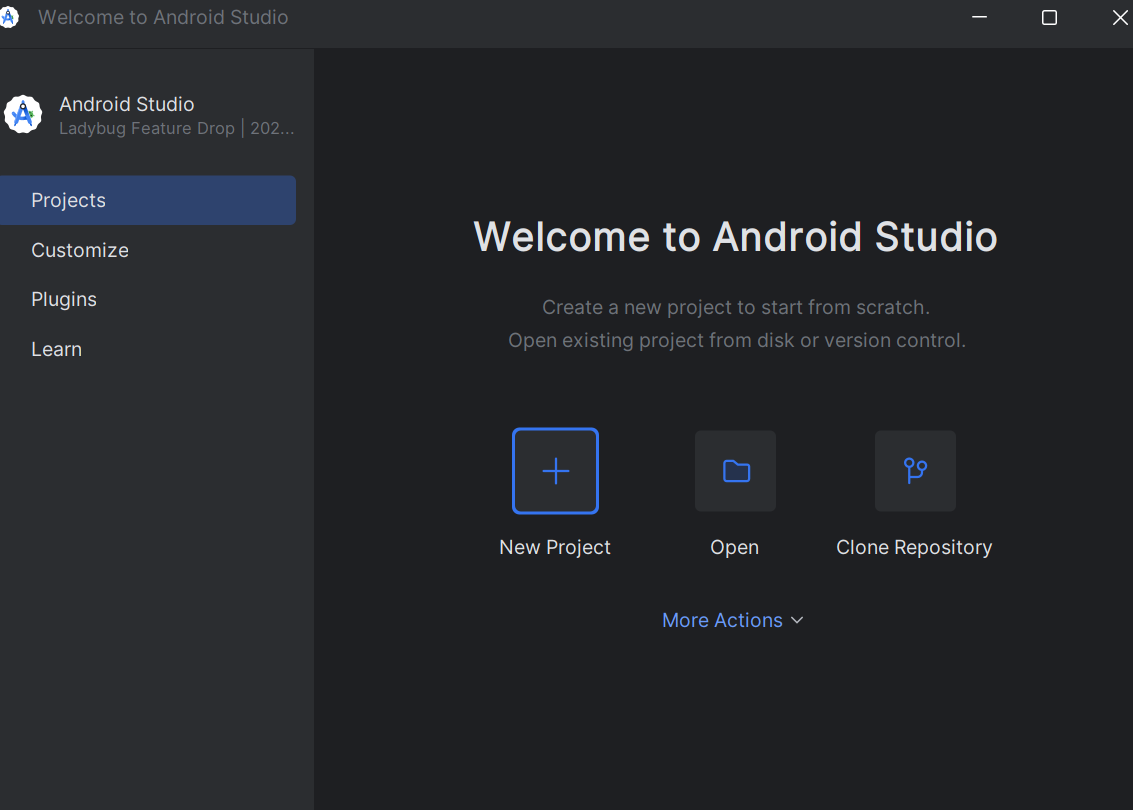 Welcome to Android Studio
Android Studio
Ladybug Feature Drop | 202...
Projects
Customize
Plugins
Learn
Welcome to Android Studio
Create a new project to start from scratch.
Open existing project from disk or version control.
New Project
Open
Clone Repository
More Actions